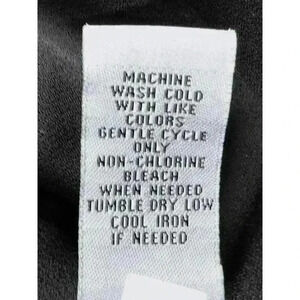 MACHINE
WASH COLD
WITH LIKE
COLORS
GENTLE CYCLE
ONLY
NON-CHLORINE
BLEACH
WHEN NEEDED
TUMBLE DRY LOW
COOL IRON
IF NEEDED